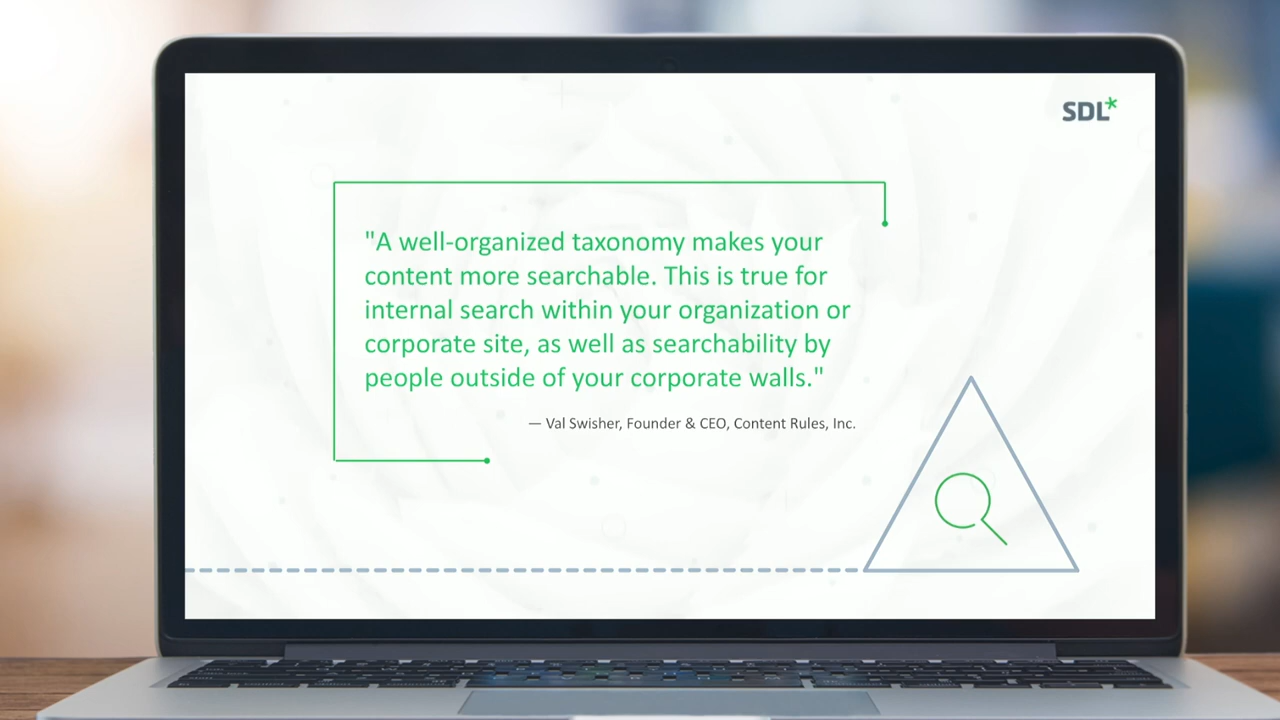 SDL*
"A well-organized taxonomy makes your
content more searchable. This is true for
internal search within your organization or
corporate site, as well as searchability by
people outside of your corporate walls."
— Val Swisher, Founder & CEO, Content Rules, Inc.